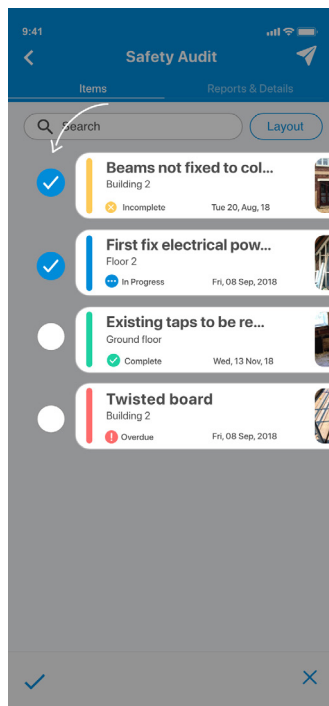 9:41
Safety Audit
Items
Reports & Details
Search
Layout
Beams not fixed to col...
Building 2
Incomplete
Tue 20, Aug, 18
First fix electrical pow...
Floor 2
In Progress
Fri, 08 Sep, 2018
Existing taps to be re...
Ground floor
Complete
Wed, 13 Nov, 18
Twisted board
Building 2
Overdue
Fri, 08 Sep, 2018